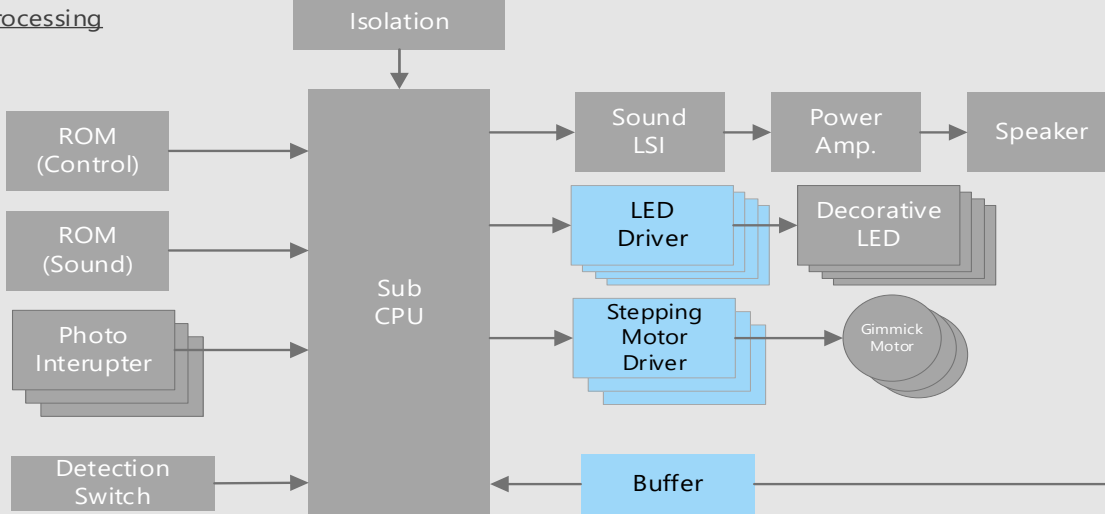 rocessing
Isolation
ROM
(Control)
Sound
LSI
Power
Amp.
Speaker
ROM
(Sound)
LED
Driver
Decorative
LED
Sub
CPU
Photo
Interupter
Stepping
Motor
Driver
Gimmick
Motor
Detection
Switch
Buffer